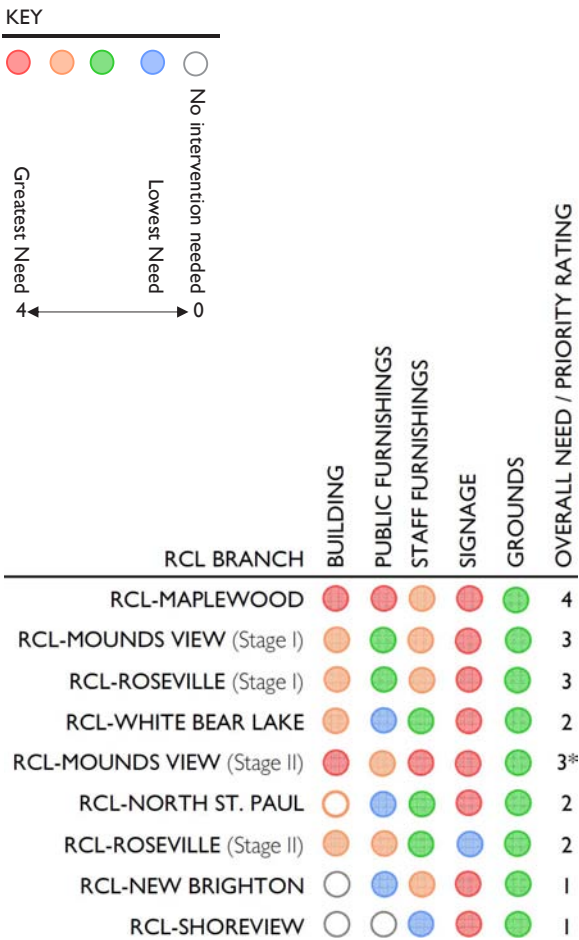 KEY
Greatest Need
Lowest Need
No intervention needed
4 0
RCL BRANCH BUILDING PUBLIC FURNISHINGS STAFF FURNISHINGS SIGNAGE GROUNDS OVERALL NEED / PRIORITY RATING
RCL-MAPLEWOOD 4
RCL-MOUNDS VIEW (Stage I) 3
RCL-ROSEVILLE (Stage I) 3
RCL-WHITE BEAR LAKE 2
RCL-MOUNDS VIEW (Stage II) 3*
RCL-NORTH ST. PAUL 2
RCL-ROSEVILLE (Stage II) 2
RCL-NEW BRIGHTON 1
RCL-SHOREVIEW 1